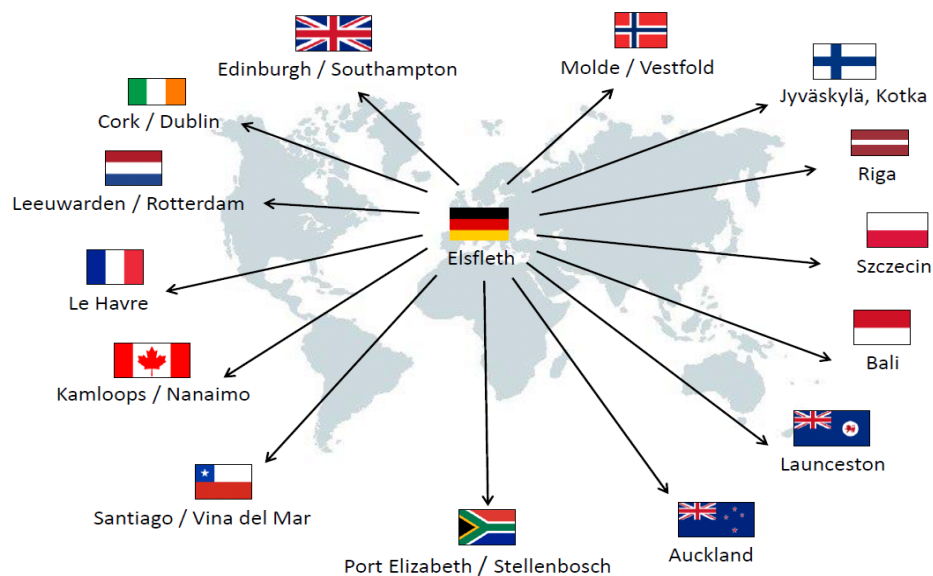 Edinburgh / Southampton
Molde / Vestfold
Jyväskylä, Kotka
Cork / Dublin
Riga
Leeuwarden / Rotterdam
Elsfleth
Szczecin
Le Havre
Bali
Kamloops / Nanaimo
Launceston
Santiago / Vina del Mar
Auckland
Port Elizabeth / Stellenbosch